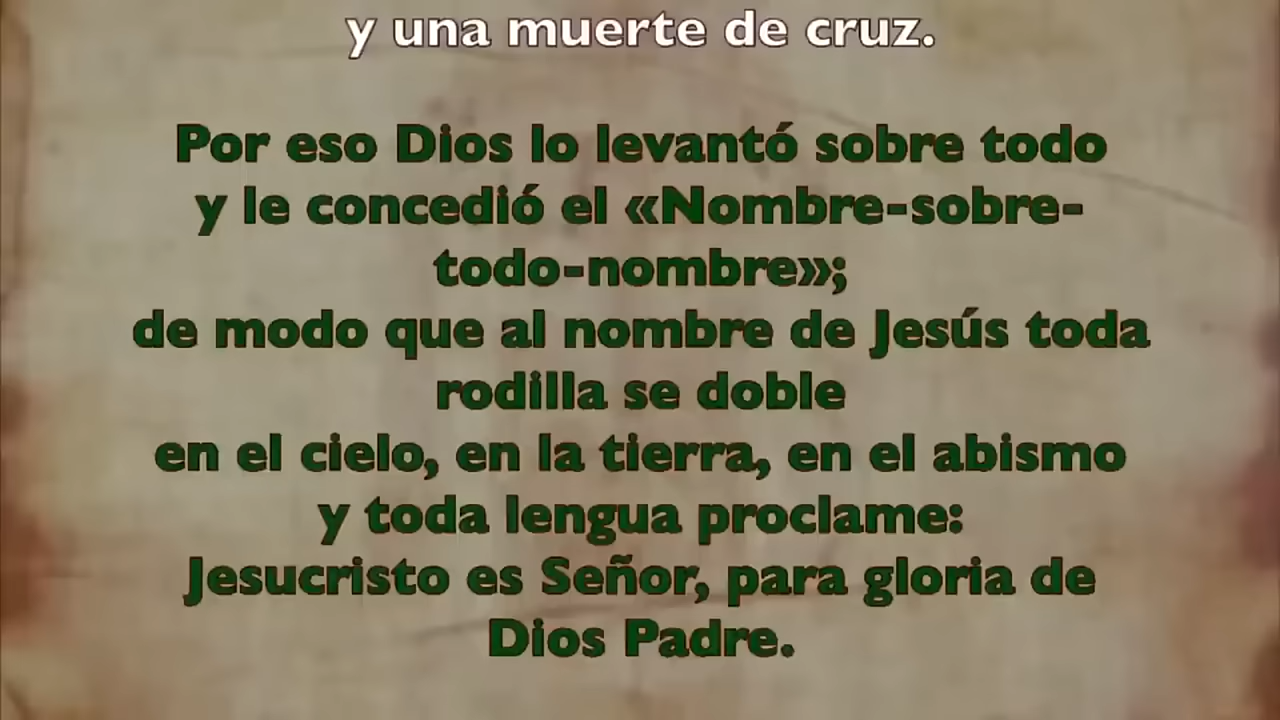 y una muerte de cruz.
Por eso Dios lo levantó sobre todo
y le concedió el «Nombre-sobre-
todo-nombre»;
de modo que al nombre de Jesús toda
rodilla se doble
en el cielo, en la tierra, en el abismo
y toda lengua proclame:
Jesucristo es Señor, para gloria de
Dios Padre.